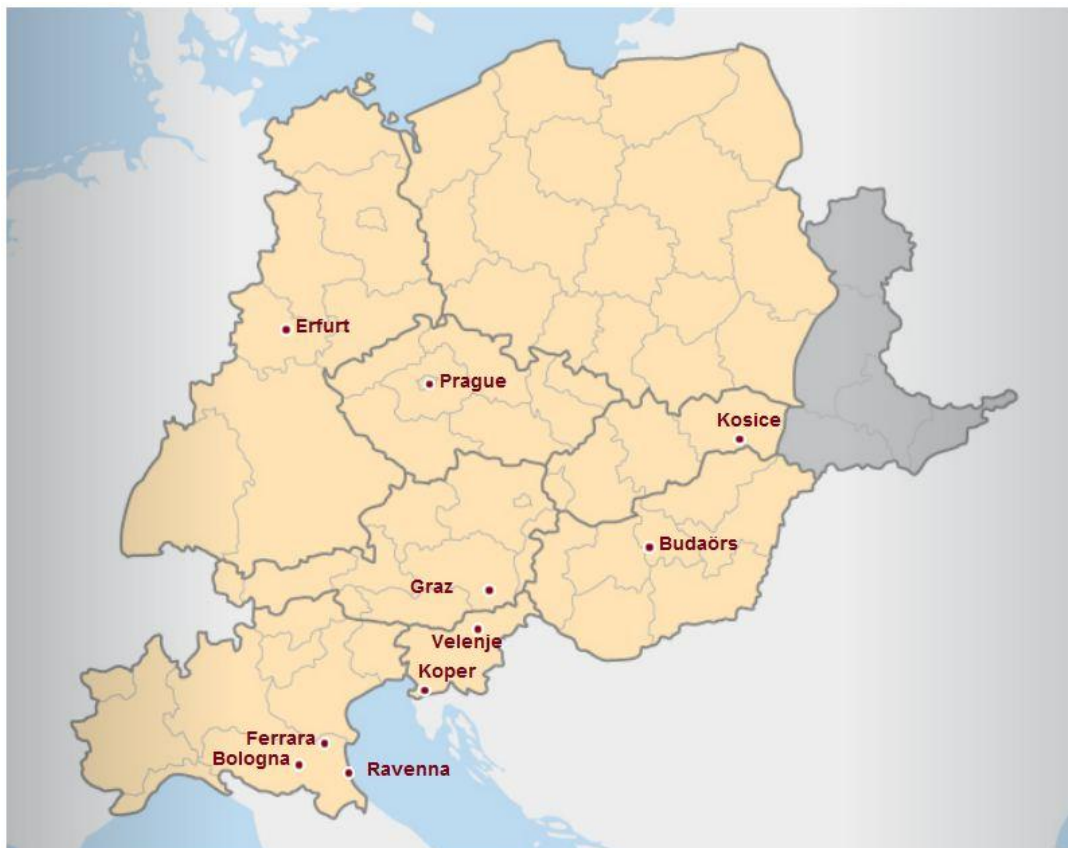 Erfurt
Prague
Kosice
Budaörs
Graz
Velenje
Koper
Ferrara
Bologna
Ravenna